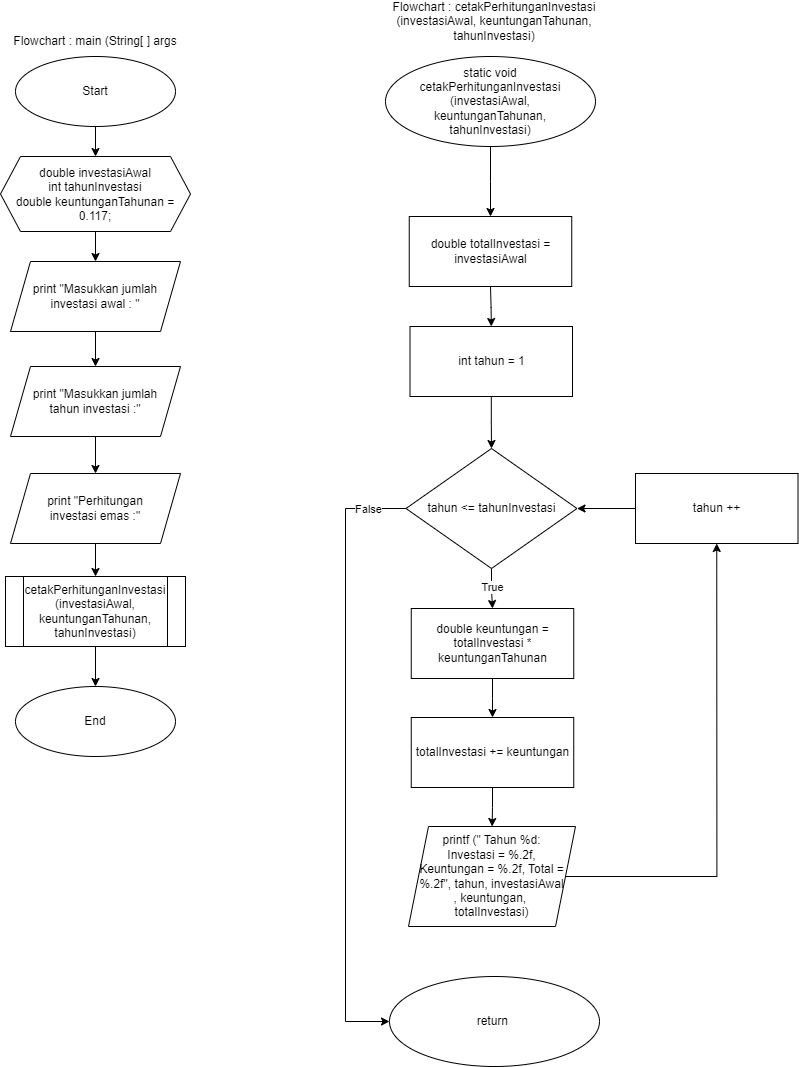 Flowchart : main (String[ ] args
Start
double investasiAwal
int tahunInvestasi
double keuntunganTahunan =
0.117;
print "Masukkan jumlah
investasi awal : "
print "Masukkan jumlah
tahun investasi :"
print "Perhitungan
investasi emas :"
cetakPerhitunganInvestasi
(investasiAwal,
keuntunganTahunan,
tahunInvestasi)
End
Flowchart : cetakPerhitunganInvestasi
(investasiAwal, keuntunganTahunan,
tahunInvestasi)
static void
cetakPerhitunganInvestasi
(investasiAwal,
keuntunganTahunan,
tahunInvestasi)
double totalInvestasi =
investasiAwal
int tahun = 1
tahun <= tahunInvestasi
False
True
tahun ++
double keuntungan =
totalInvestasi *
keuntunganTahunan
totalInvestasi += keuntungan
printf (" Tahun %d:
Investasi = %.2f,
Keuntungan = %.2f, Total =
%.2f", tahun, investasiAwal
, keuntungan,
totalInvestasi)
return